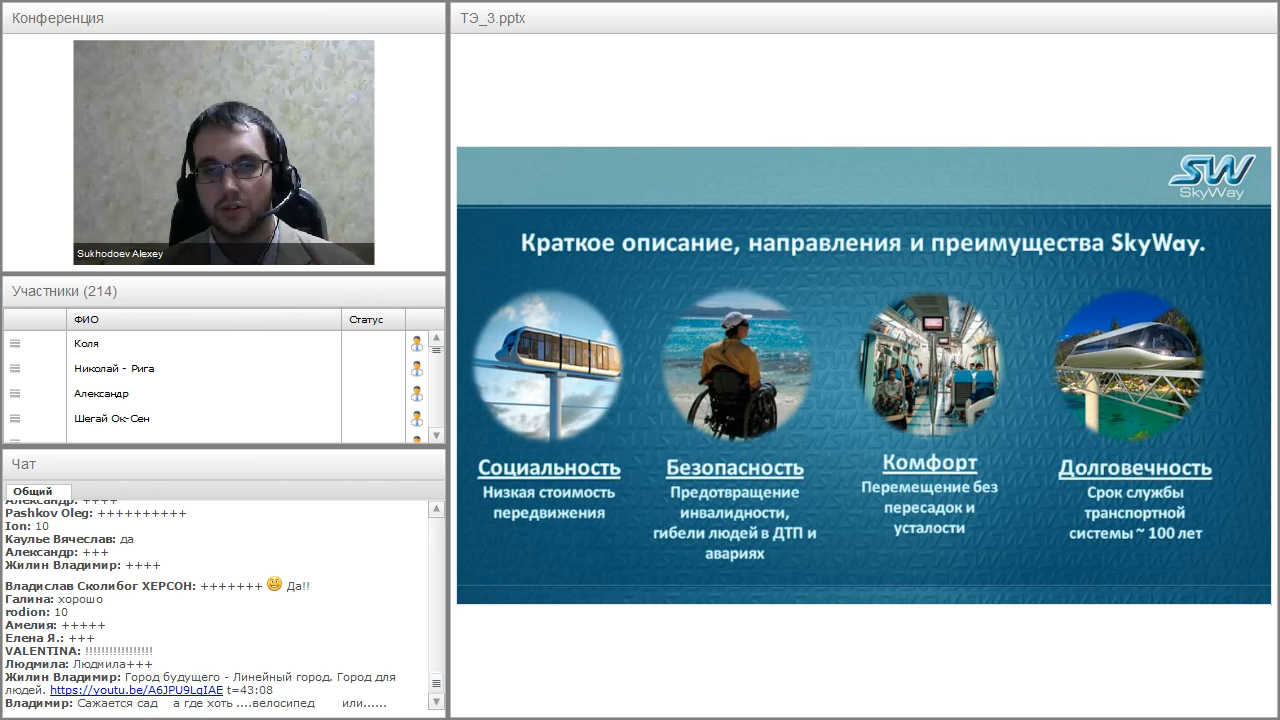 Конференция
Sukhodoev Alexey
Участники (214)
ФИО
Статус
Коля
Николай - Рига
Александр
Шегай Ок-Сен
Чат
Общий
Александр: ++++
Pashkov Oleg: ++++++++++
Ion: 10
Каулье Вячеслав: да
Александр: +++
Жилин Владимир: ++++
Владислав Сколибог ХЕРСОН: +++++++ Да!!
Галина: хорошо
rodion: 10
Амелия: +++++
Елена Я.: +++
VALENTINA: !!!!!!!!!!!!!!!!!
Людмила: Людмила+++
Жилин Владимир: Город будущего - Линейный город. Город для
людей. https://youtu.be/A6JPU9LqIAE t=43:08
Владимир: Сажается сад где хоть ....велосипед или......
ТЭ_3.pptx
SW
SkyWay
Краткое описание, направления и преимущества SkyWay.
Социальность
Низкая стоимость
передвижения
Безопасность
Предотвращение
инвалидности,
гибели людей в ДТП и
авариях
Комфорт
Перемещение без
пересадок и
усталости
Долговечность
Срок службы
транспортной
системы ~ 100 лет